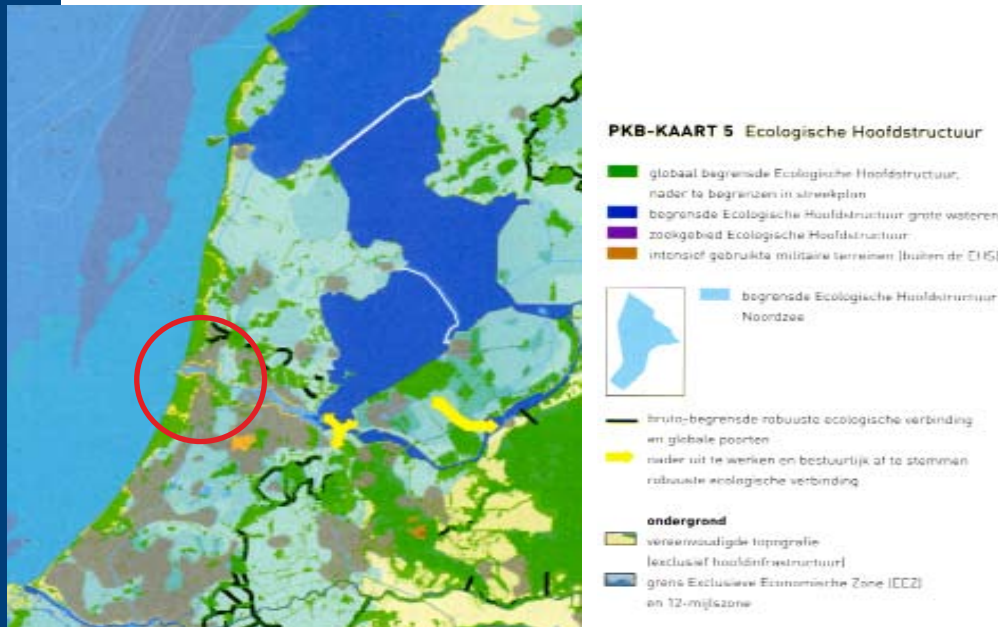 PKB-KAART 5 Ecologische Hoofdstructuur
globaal begrensde Ecologische Hoofdstructuur,
nader te begrenzen in streekplan
begrensde Ecologische Hoofdstructuur grote wateren
zoekgebied Ecologische Hoofdstructuur
intensief gebruikte militaire terreinen (buiten de EHS)
begrensde Ecologische Hoofdstructuur
Noordzee
bruto-begrensde robuuste ecologische verbinding
en globale poorten
nader uit te werken en bestuurlijk af te stemmen
robuuste ecologische verbinding
ondergrond
vereenvoudigde topografie
(exclusief hoofdinfrastructuur)
grens Exclusieve Economische Zone (EEZ)
en 12-mijlszone